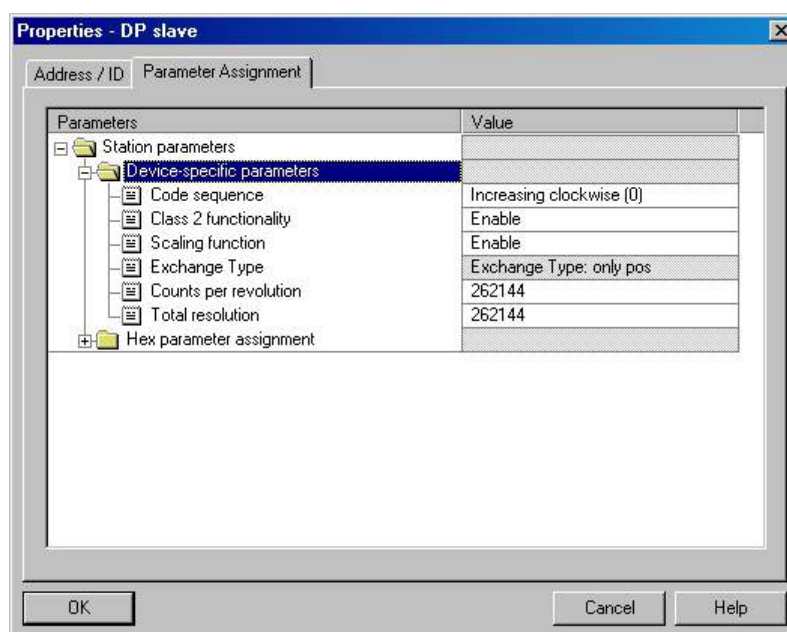 Properties - DP slave
Address / ID Parameter Assignment
Parameters Value
Station parameters
Device-specific parameters
Code sequence Increasing clockwise (0)
Class 2 functionality Enable
Scaling function Enable
Exchange Type Exchange Type: only pos
Counts per revolution 262144
Total resolution 262144
Hex parameter assignment
OK Cancel Help